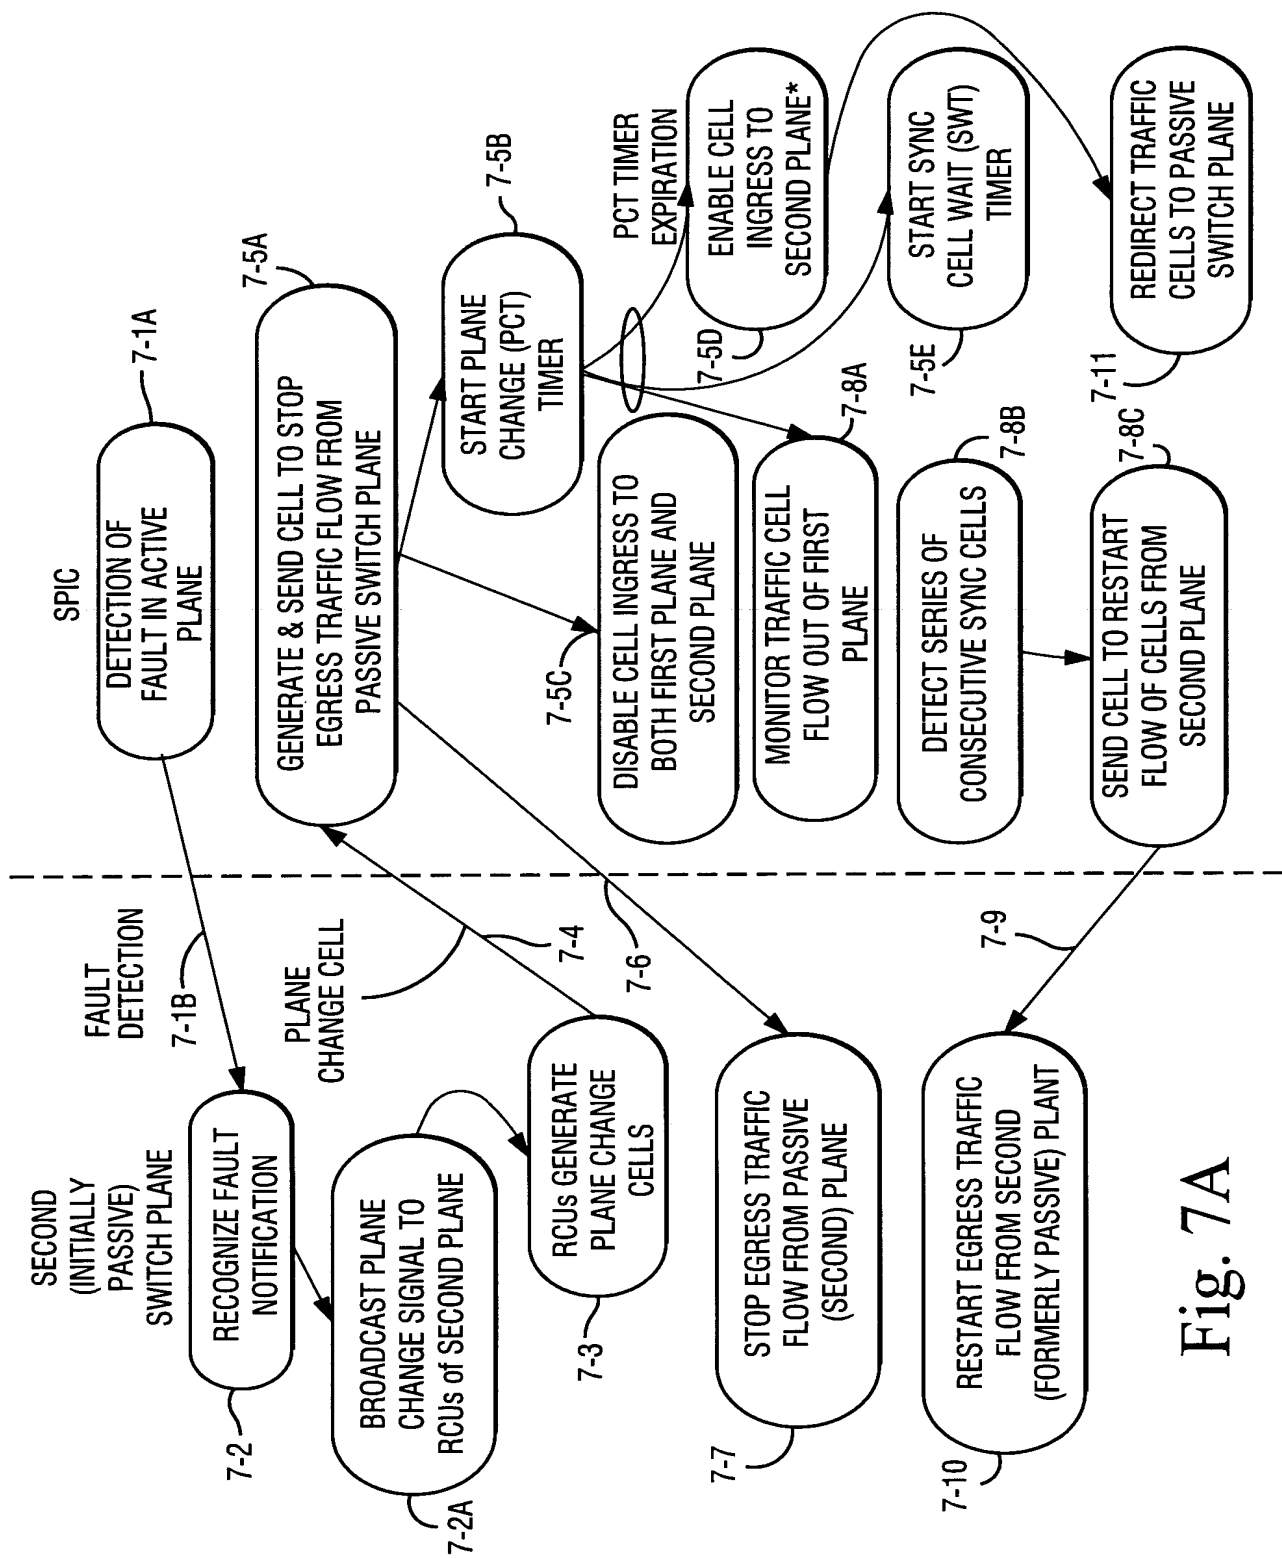 SECOND
(INITIALLY
PASSIVE)
SWITCH PLANE
FAULT
DETECTION
SPIC
7-1A
DETECTION OF
FAULT IN ACTIVE
PLANE
7-1B
7-2
RECOGNIZE FAULT
NOTIFICATION
7-2A
BROADCAST PLANE
CHANGE SIGNAL TO
RCUs of SECOND PLANE
7-3
RCUs GENERATE
PLANE CHANGE
CELLS
PLANE
CHANGE CELL
7-4
7-5A
GENERATE & SEND CELL TO STOP
EGRESS TRAFFIC FLOW FROM
PASSIVE SWITCH PLANE
7-5B
START PLANE
CHANGE (PCT)
TIMER
7-5C
DISABLE CELL INGRESS TO
BOTH FIRST PLANE AND
SECOND PLANE
PCT TIMER
EXPIRATION
7-5D
ENABLE CELL
INGRESS TO
SECOND PLANE*
7-5E
START SYNC
CELL WAIT (SWT)
TIMER
7-6
7-7
STOP EGRESS TRAFFIC
FLOW FROM PASSIVE
(SECOND) PLANE
7-8A
MONITOR TRAFFIC CELL
FLOW OUT OF FIRST
PLANE
7-8B
DETECT SERIES OF
CONSECUTIVE SYNC CELLS
7-8C
SEND CELL TO RESTART
FLOW OF CELLS FROM
SECOND PLANE
7-9
7-10
RESTART EGRESS TRAFFIC
FLOW FROM SECOND
(FORMERLY PASSIVE) PLANT
7-11
REDIRECT TRAFFIC
CELLS TO PASSIVE
SWITCH PLANE
Fig. 7A